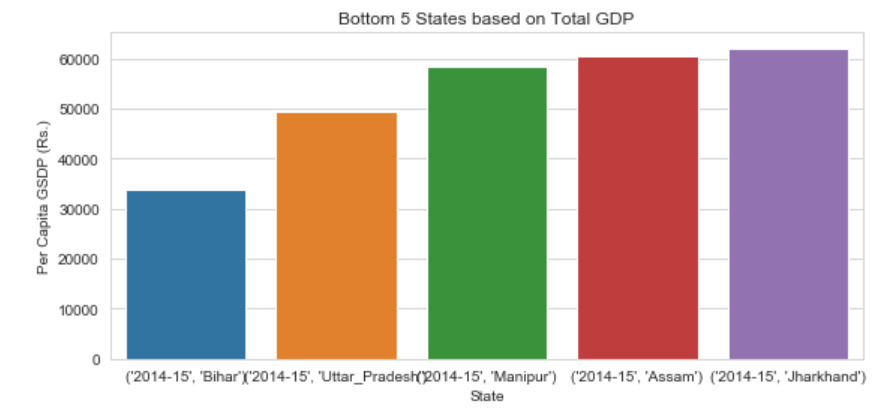 Bottom 5 States based on Total GDP
Per Capita GSDP (Rs.)
60000
50000
40000
30000
20000
10000
0
('2014-15', 'Bihar') ('2014-15', 'Uttar_Pradesh') ('2014-15', 'Manipur') ('2014-15', 'Assam') ('2014-15', 'Jharkhand')
State